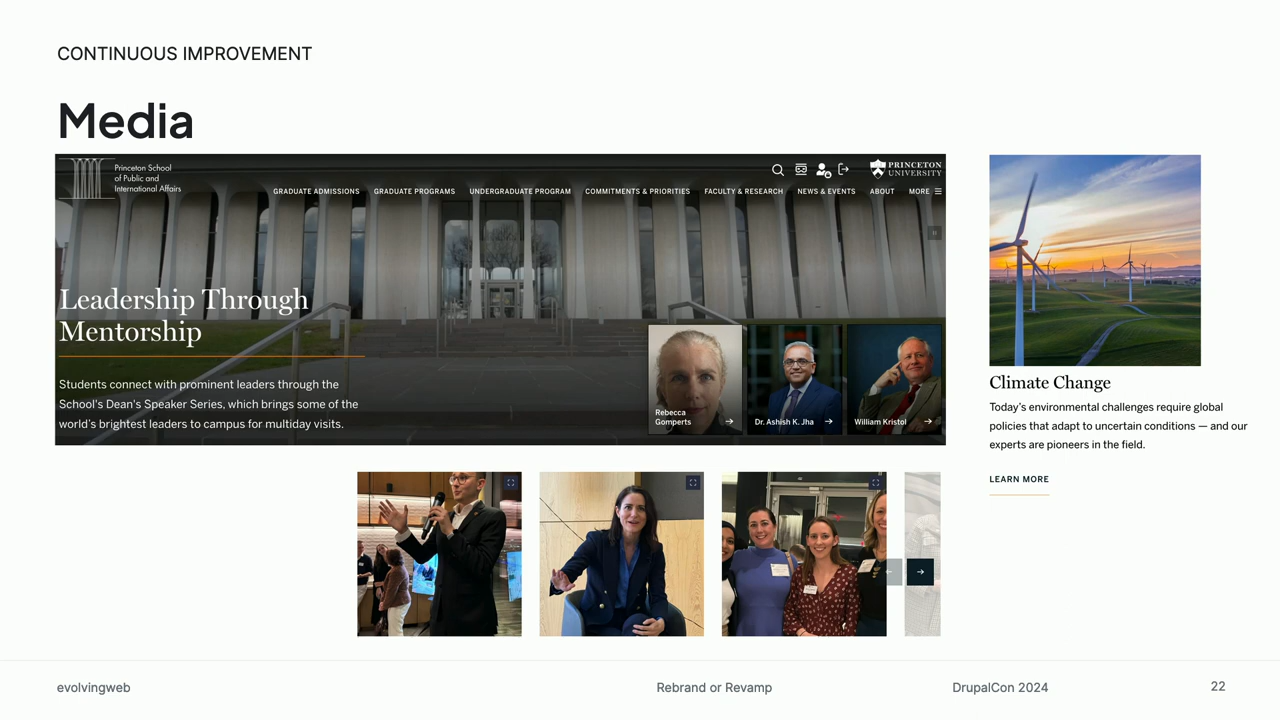 CONTINUOUS IMPROVEMENT
Media
Princeton School
of Public and
International Affairs
PRINCETON
UNIVERSITY
GRADUATE ADMISSIONS
GRADUATE PROGRAMS
UNDERGRADUATE PROGRAM
COMMITMENTS & PRIORITIES
FACULTY & RESEARCH
NEWS & EVENTS
ABOUT
MORE
Leadership Through
Mentorship
Students connect with prominent leaders through the
School's Dean's Speaker Series, which brings some of the
world's brightest leaders to campus for multiday visits.
Rebecca
Gomperts
Dr. Ashish K. Jha
William Kristol
Climate Change
Today's environmental challenges require global
policies that adapt to uncertain conditions — and our
experts are pioneers in the field.
LEARN MORE
evolvingweb
Rebrand or Revamp
DrupalCon 2024
22